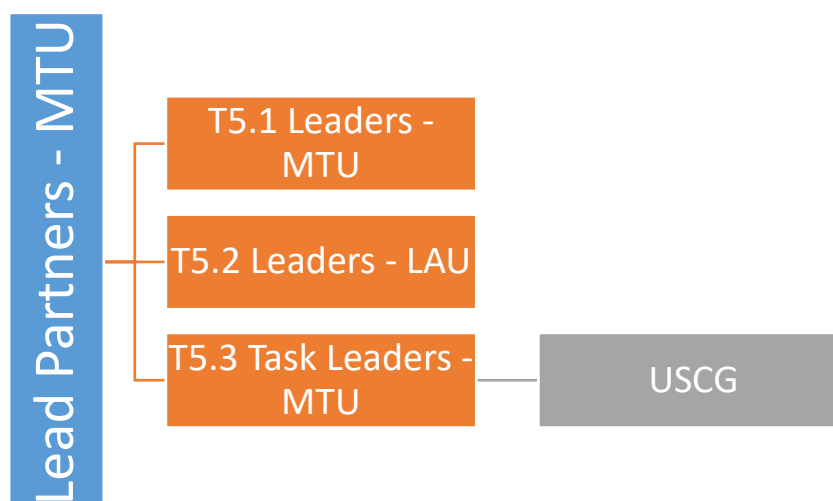 Lead Partners - MTU
T5.1 Leaders -
MTU
T5.2 Leaders - LAU
T5.3 Task Leaders -
MTU
USCG